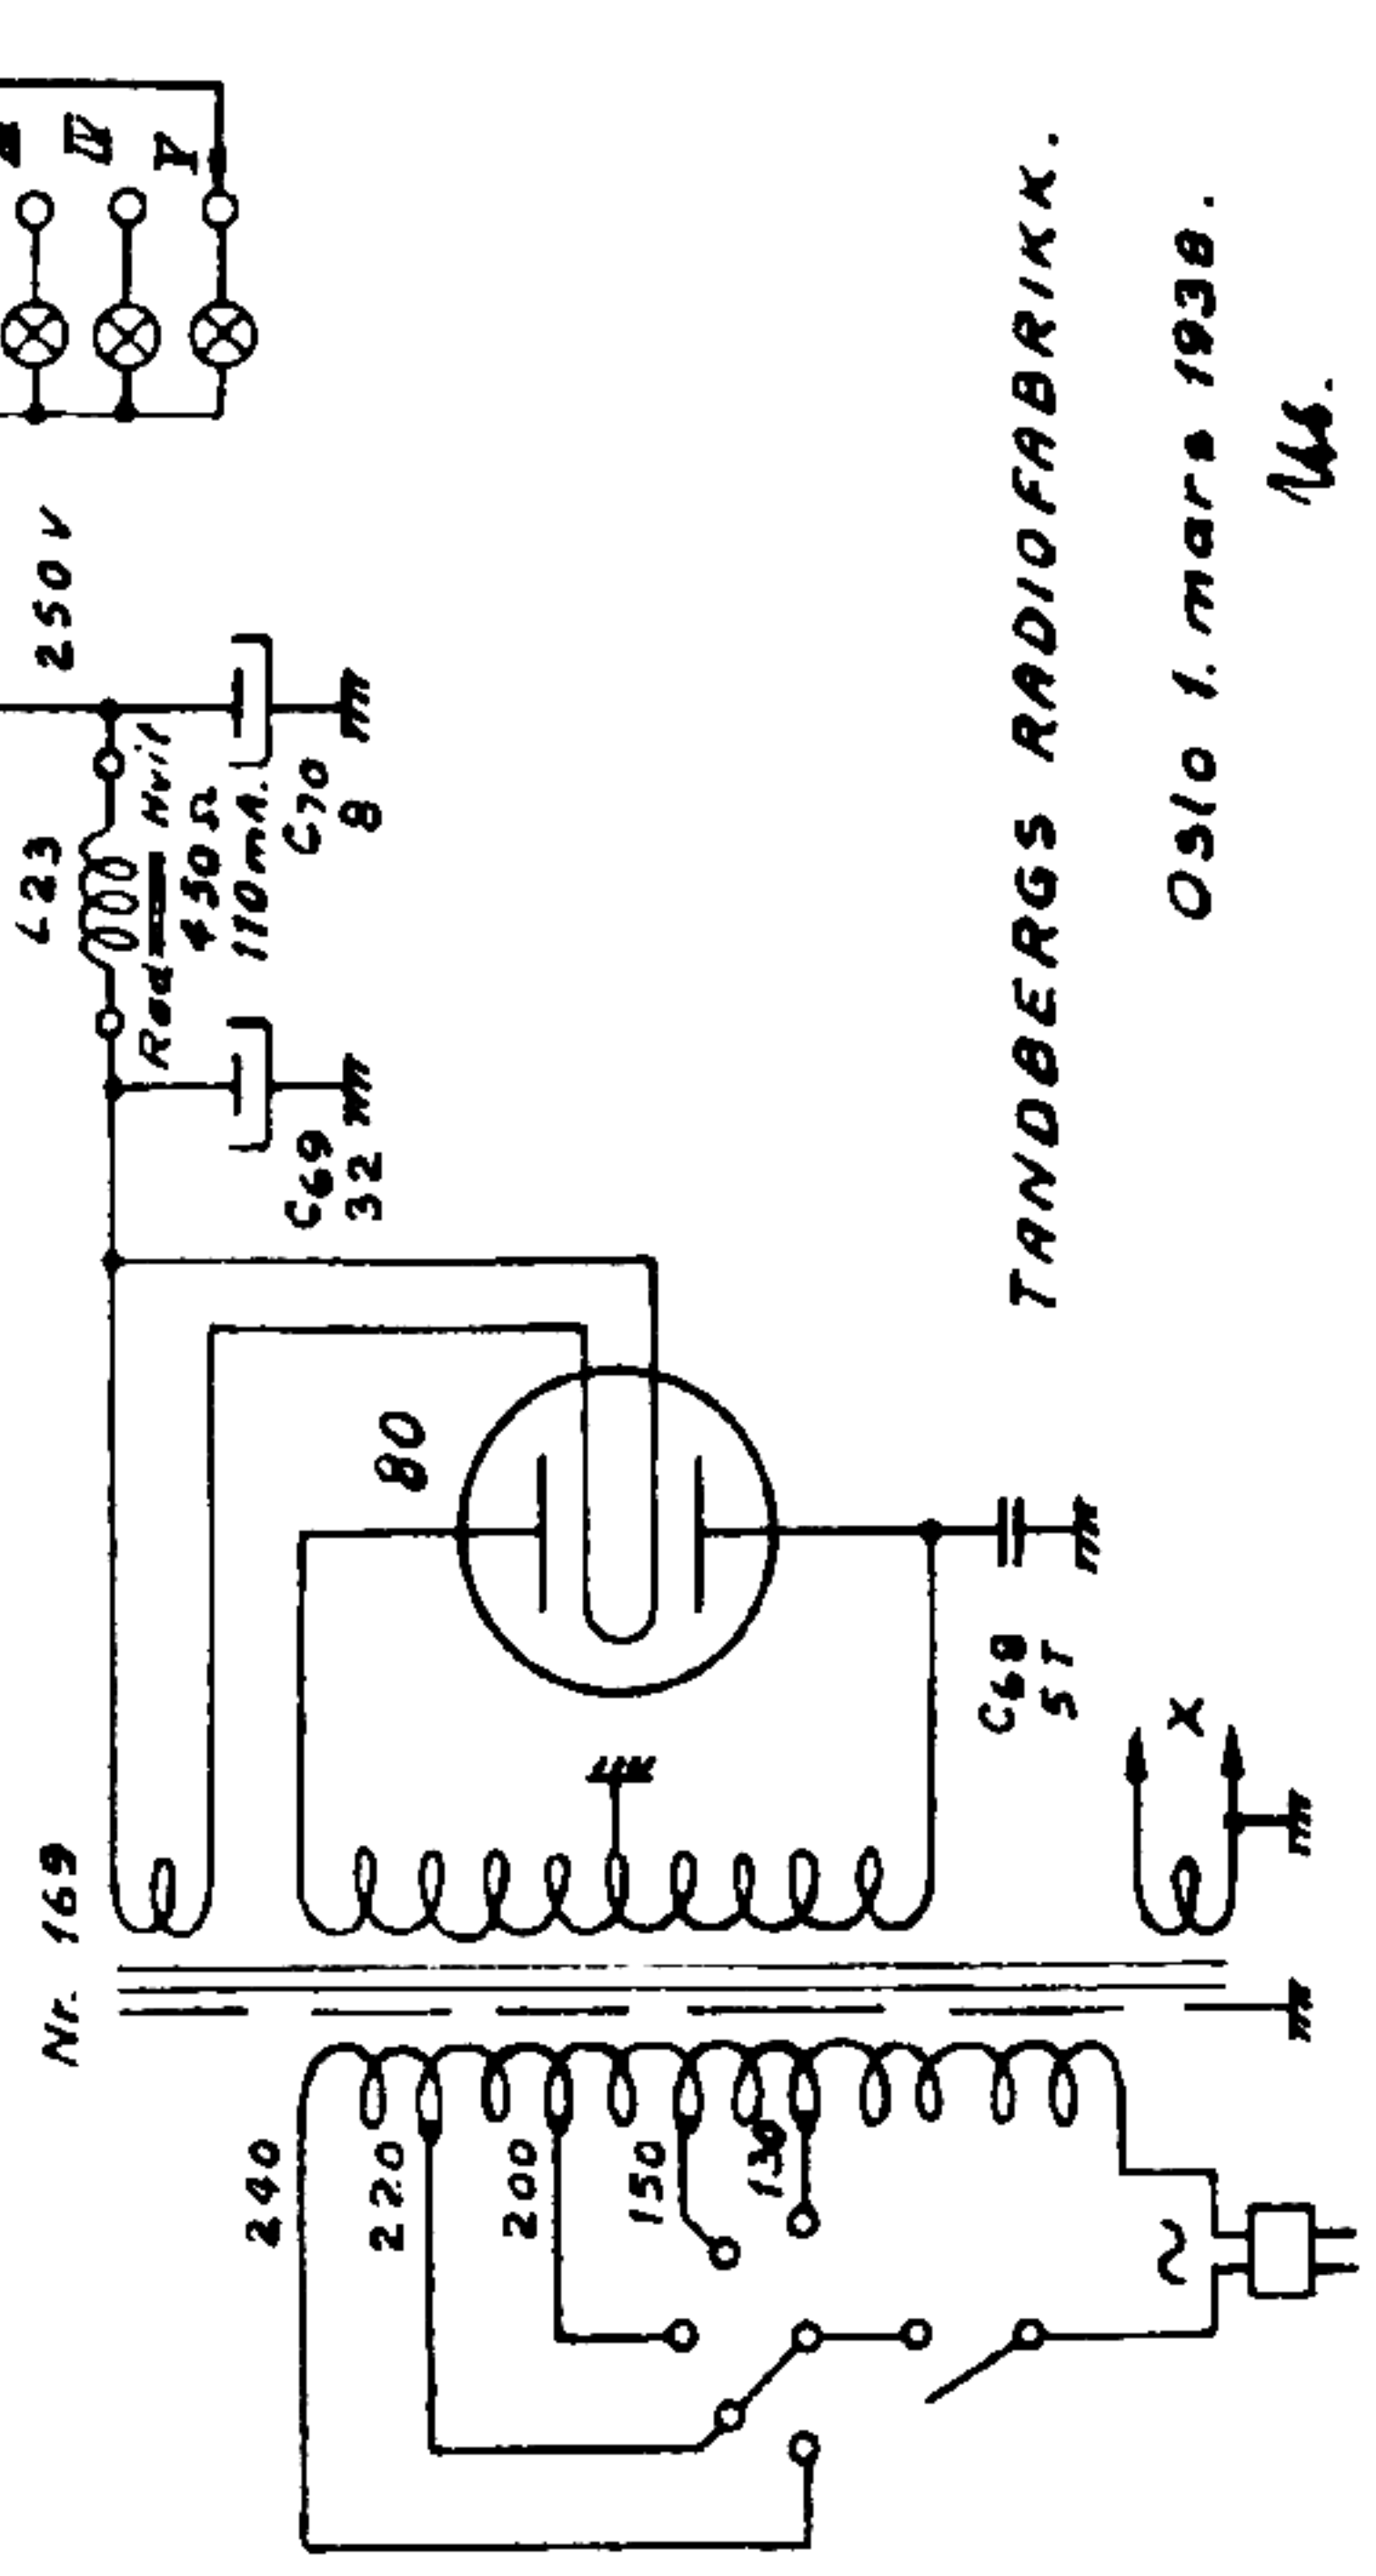 IV
V
250 V
L23
Rød Hvit
450 Ω
110 mA.
C70
8
C69
32
80
C68
5T
X
Nr. 169
240
220
200
150
130
~
TANDBERGS RADIOFABRIKK.
Oslo 1. mars 1938.